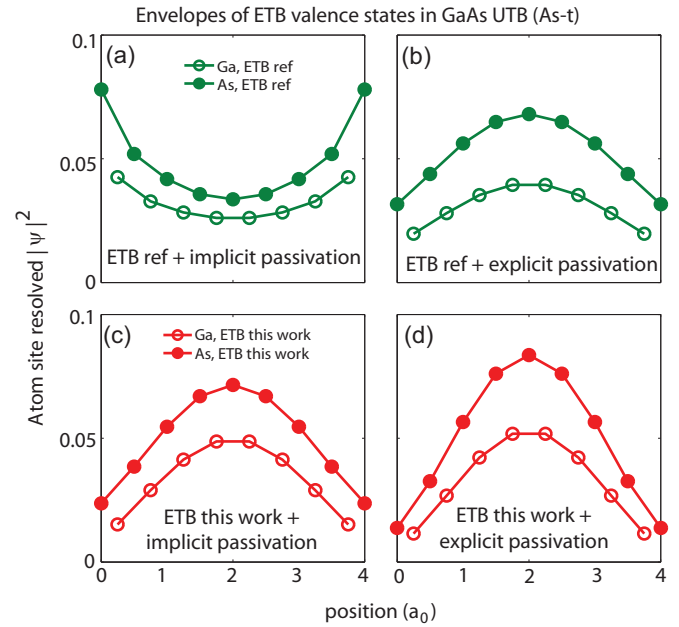 Envelopes of ETB valence states in GaAs UTB (As-t)
Atom site resolved |ψ|²
0.1
0.05
0
(a)
Ga, ETB ref
As, ETB ref
ETB ref + implicit passivation
(b)
ETB ref + explicit passivation
0.1
0.05
0
(c)
Ga, ETB this work
As, ETB this work
ETB this work +
implicit passivation
(d)
ETB this work +
explicit passivation
0 1 2 3 4
0 1 2 3 4
position (a₀)